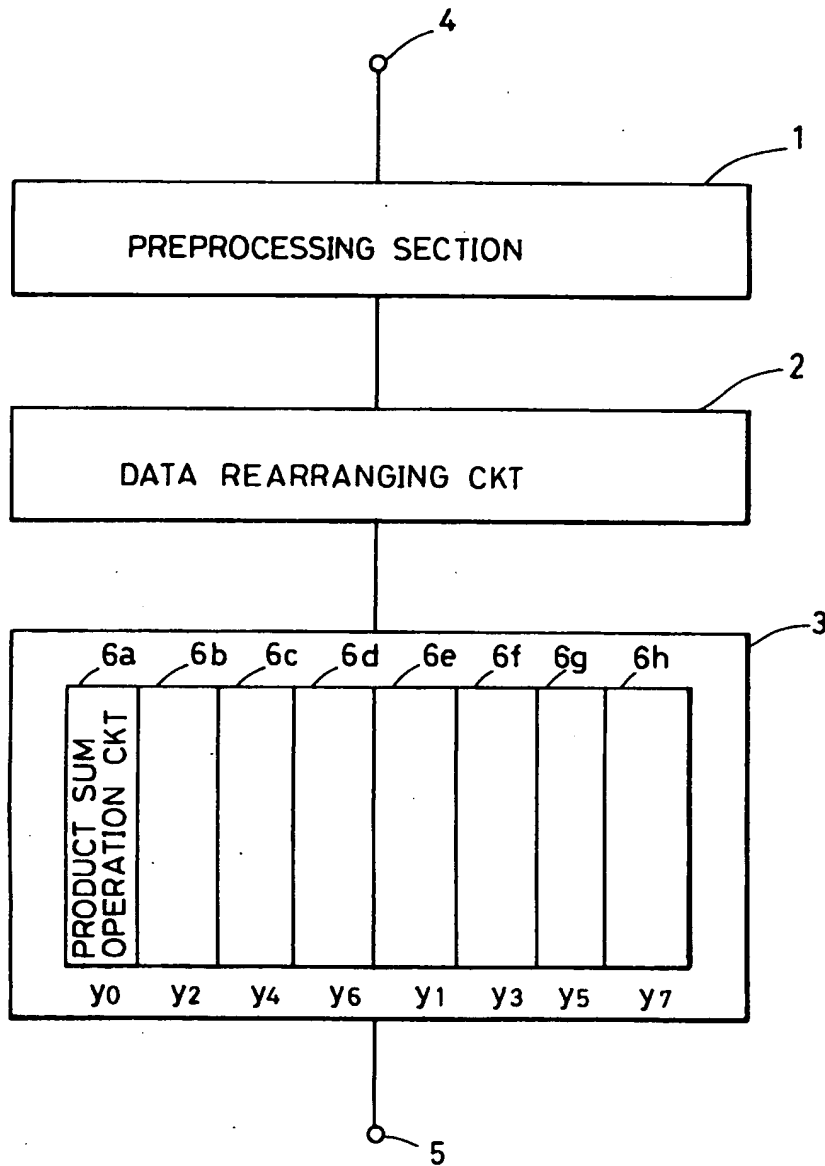 4
1
PREPROCESSING SECTION
2
DATA REARRANGING CKT
3
6a 6b 6c 6d 6e 6f 6g 6h
PRODUCT SUM
OPERATION CKT
y0 y2 y4 y6 y1 y3 y5 y7
5